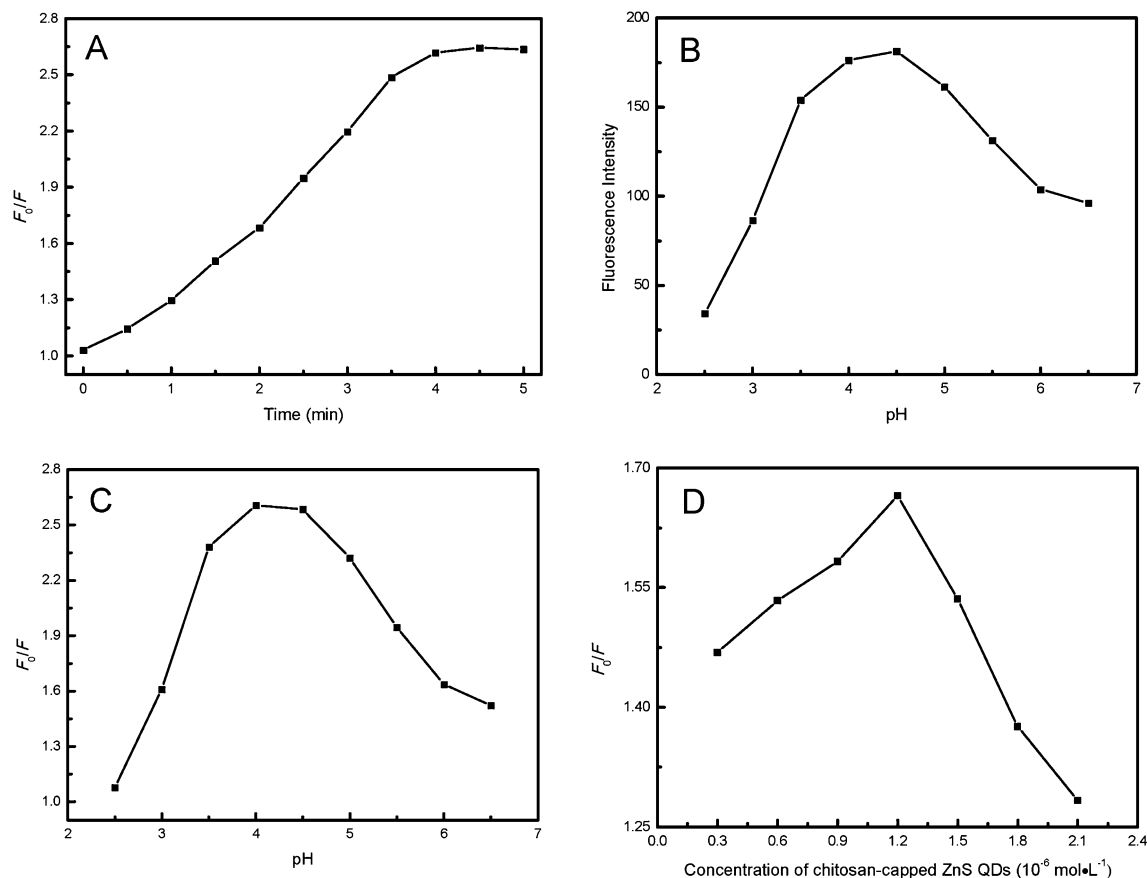 A
2.8
2.5
2.2
1.9
1.6
1.3
1.0
F0/F
0 1 2 3 4 5
Time (min)
B
200
150
100
50
0
Fluorescence Intensity
2 3 4 5 6 7
pH
C
2.8
2.5
2.2
1.9
1.6
1.3
1.0
F0/F
2 3 4 5 6 7
pH
D
1.70
1.55
1.40
1.25
F0/F
0.0 0.3 0.6 0.9 1.2 1.5 1.8 2.1 2.4
Concentration of chitosan-capped ZnS QDs (10⁻⁶ mol•L⁻¹)